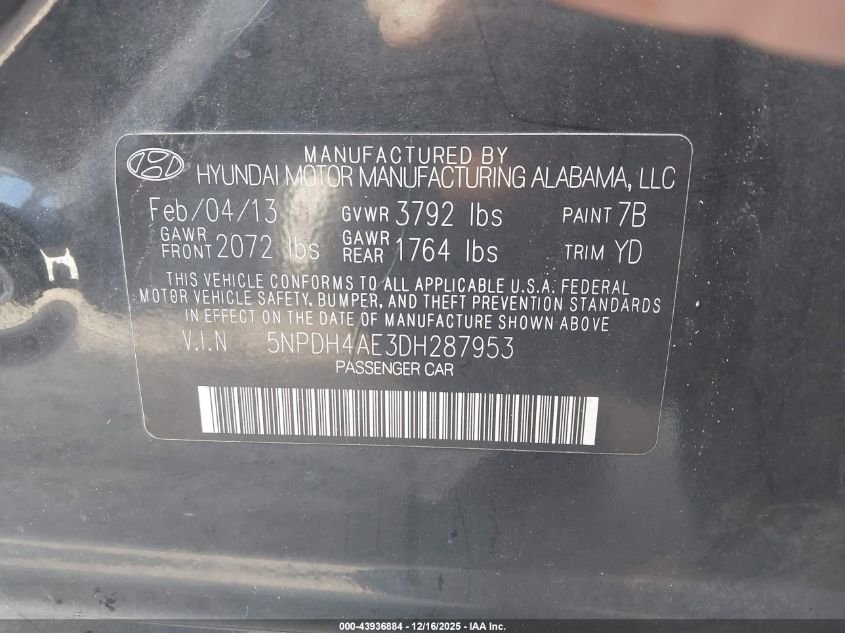 MANUFACTURED BY
HYUNDAI MOTOR MANUFACTURING ALABAMA, LLC
Feb/04/13 GVWR 3792 lbs PAINT 7B
GAWR FRONT 2072 lbs GAWR REAR 1764 lbs TRIM YD
THIS VEHICLE CONFORMS TO ALL APPLICABLE U.S.A. FEDERAL
MOTOR VEHICLE SAFETY, BUMPER, AND THEFT PREVENTION STANDARDS
IN EFFECT ON THE DATE OF MANUFACTURE SHOWN ABOVE
V.I.N 5NPDH4AE3DH287953
PASSENGER CAR
000-43936884 - 12/16/2025 - IAA Inc.